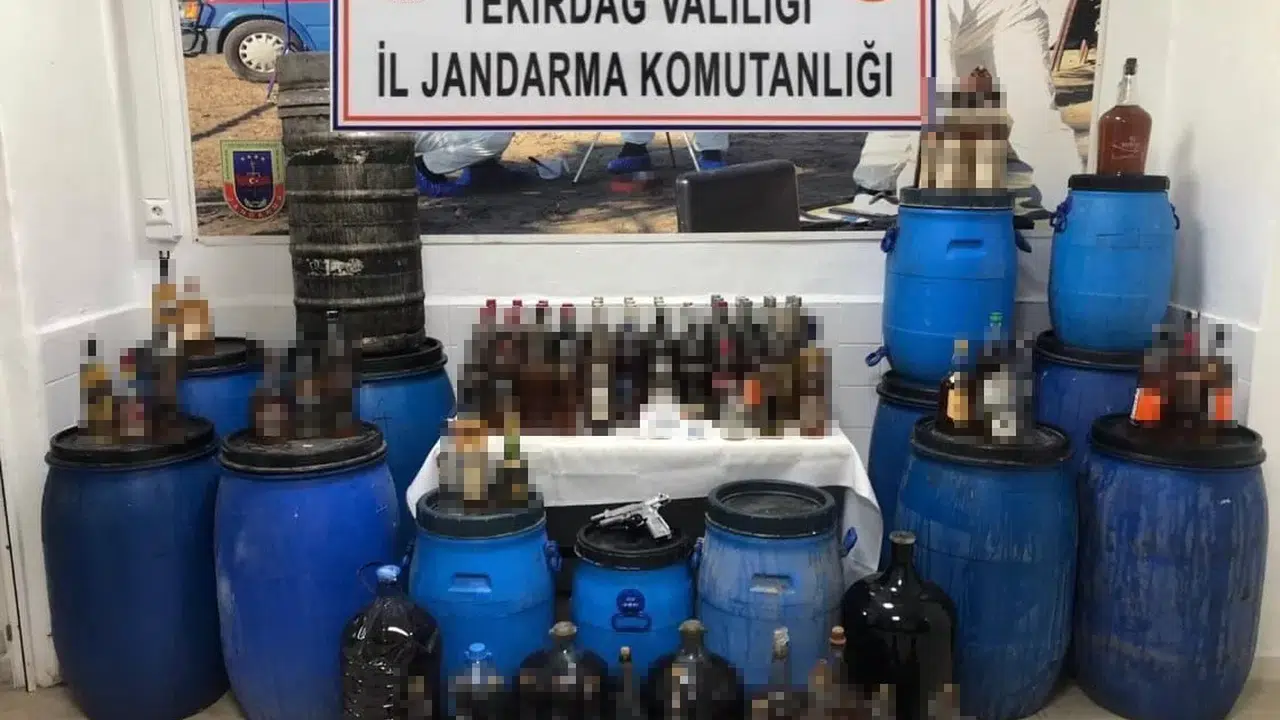 TEKİRDAĞ VALİLİĞİ
İL JANDARMA KOMUTANLIĞI